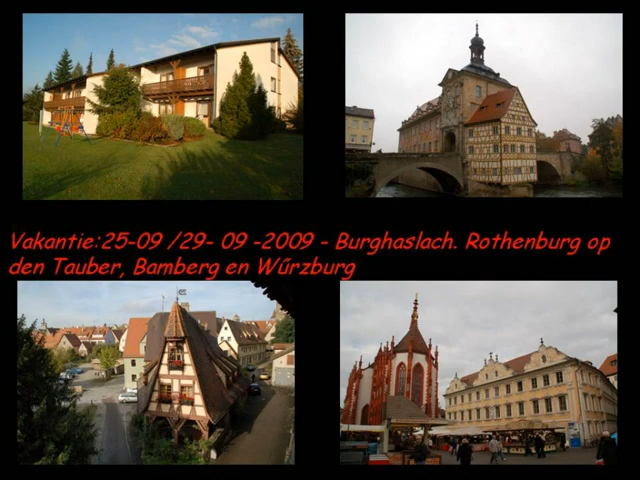 Vakantie:25-09 /29- 09 -2009 - Burghaslach. Rothenburg op
den Tauber, Bamberg en Wűrzburg